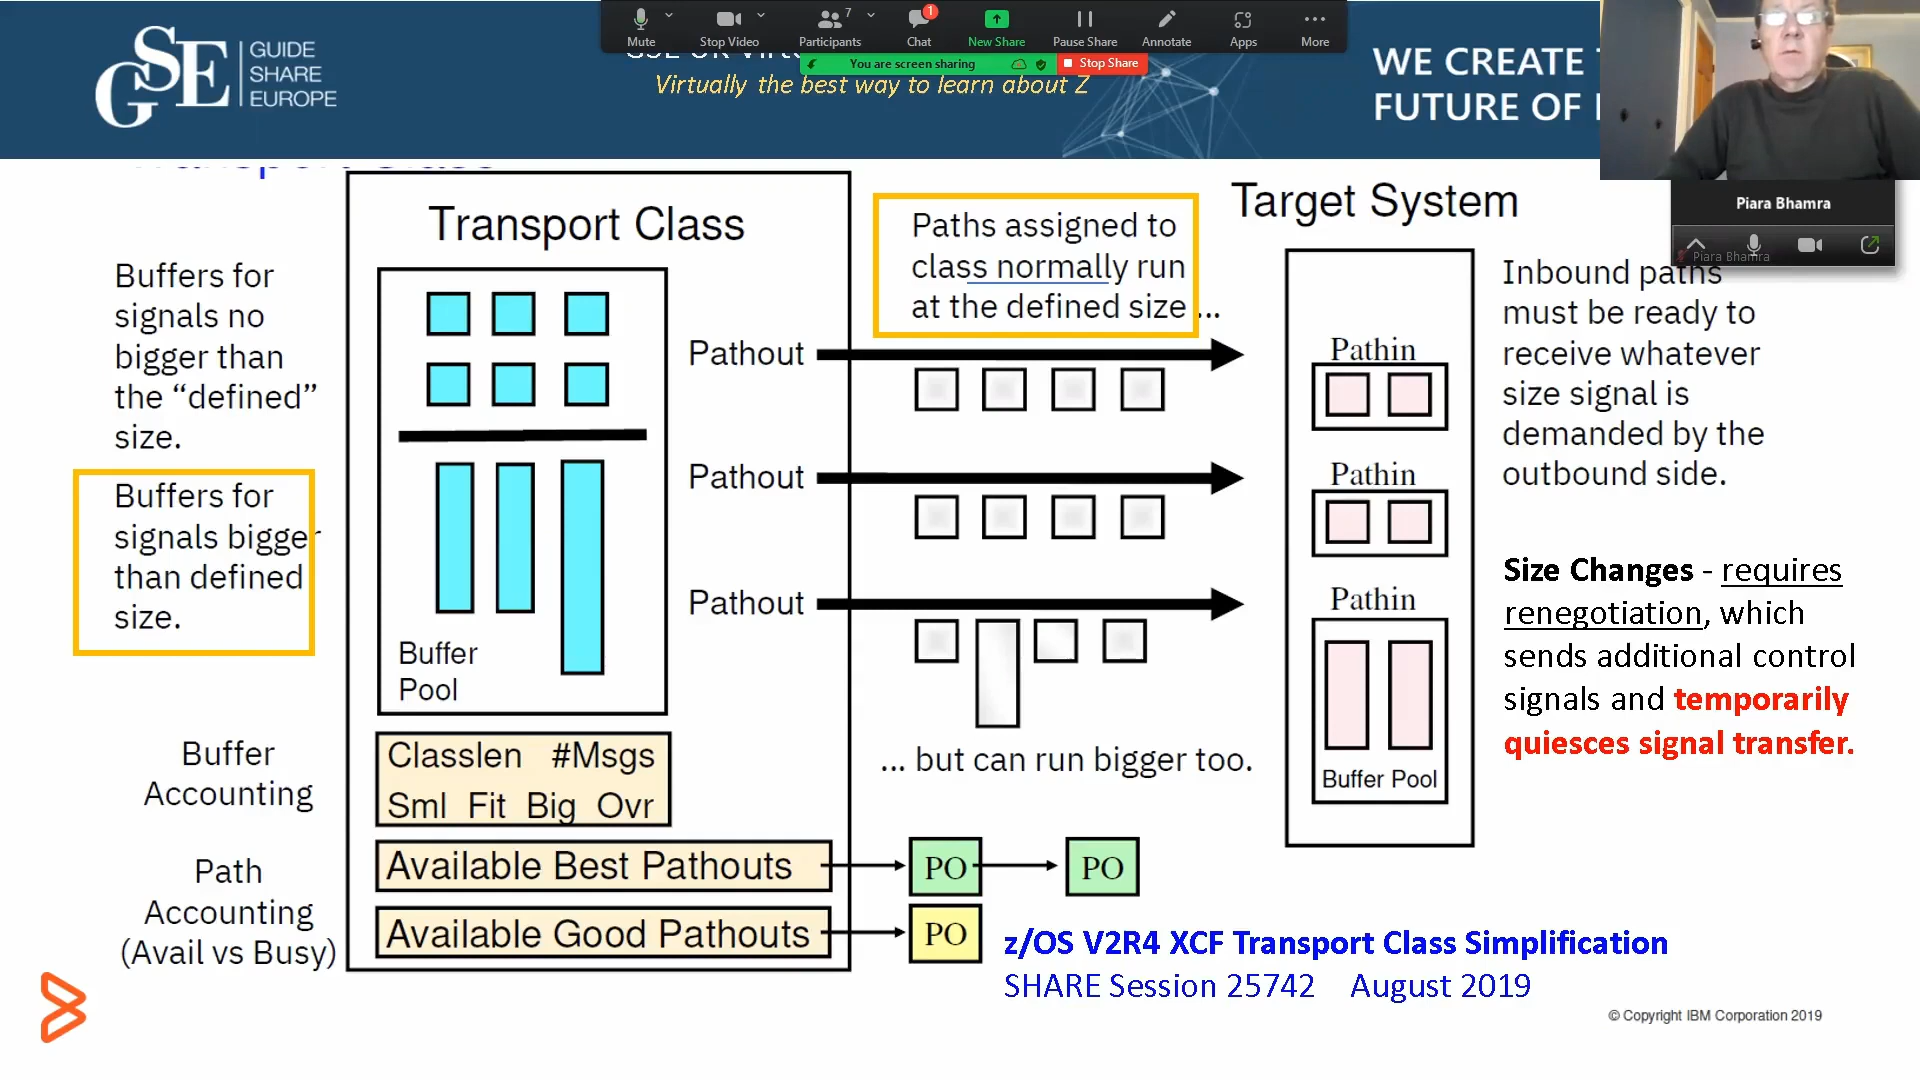 Mute
Stop Video
Participants
7
Chat
1
New Share
Pause Share
Annotate
Apps
More
You are screen sharing
Stop Share
GSE
GUIDE
SHARE
EUROPE
Virtually the best way to learn about Z
WE CREATE
FUTURE OF
Piara Bhamra
Piara Bhamra
Transport Class
Buffers for
signals no
bigger than
the “defined”
size.
Buffers for
signals bigger
than defined
size.
Buffer
Pool
Buffer
Accounting
Classlen #Msgs
Sml Fit Big Ovr
Path
Accounting
(Avail vs Busy)
Available Best Pathouts
PO
PO
Available Good Pathouts
PO
Paths assigned to
class normally run
at the defined size ...
Pathout
Pathout
Pathout
... but can run bigger too.
Target System
Pathin
Pathin
Pathin
Buffer Pool
Inbound paths
must be ready to
receive whatever
size signal is
demanded by the
outbound side.
Size Changes - requires
renegotiation, which
sends additional control
signals and temporarily
quiesces signal transfer.
z/OS V2R4 XCF Transport Class Simplification
SHARE Session 25742 August 2019
© Copyright IBM Corporation 2019